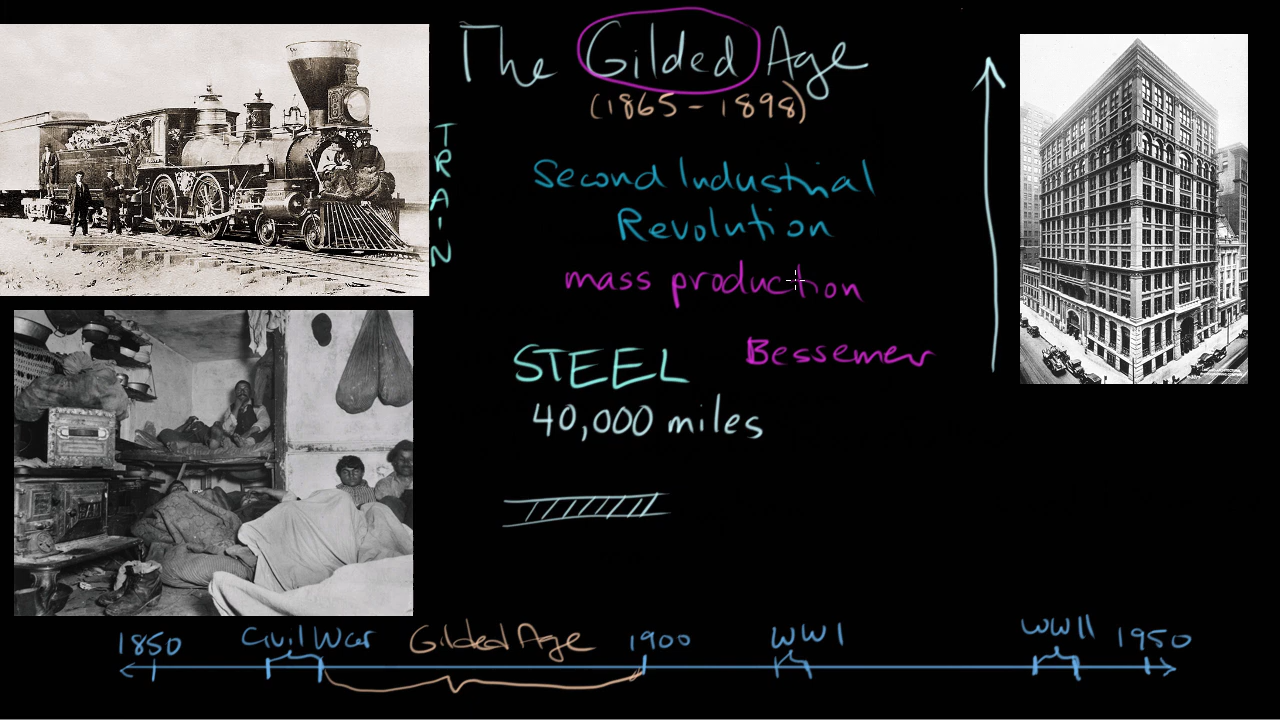 The Gilded Age
(1865 - 1898)
TRAIN
Second Industrial
Revolution
mass production
Bessemer
STEEL
40,000 miles
1850 Civil War Gilded Age 1900 WWI WWII 1950